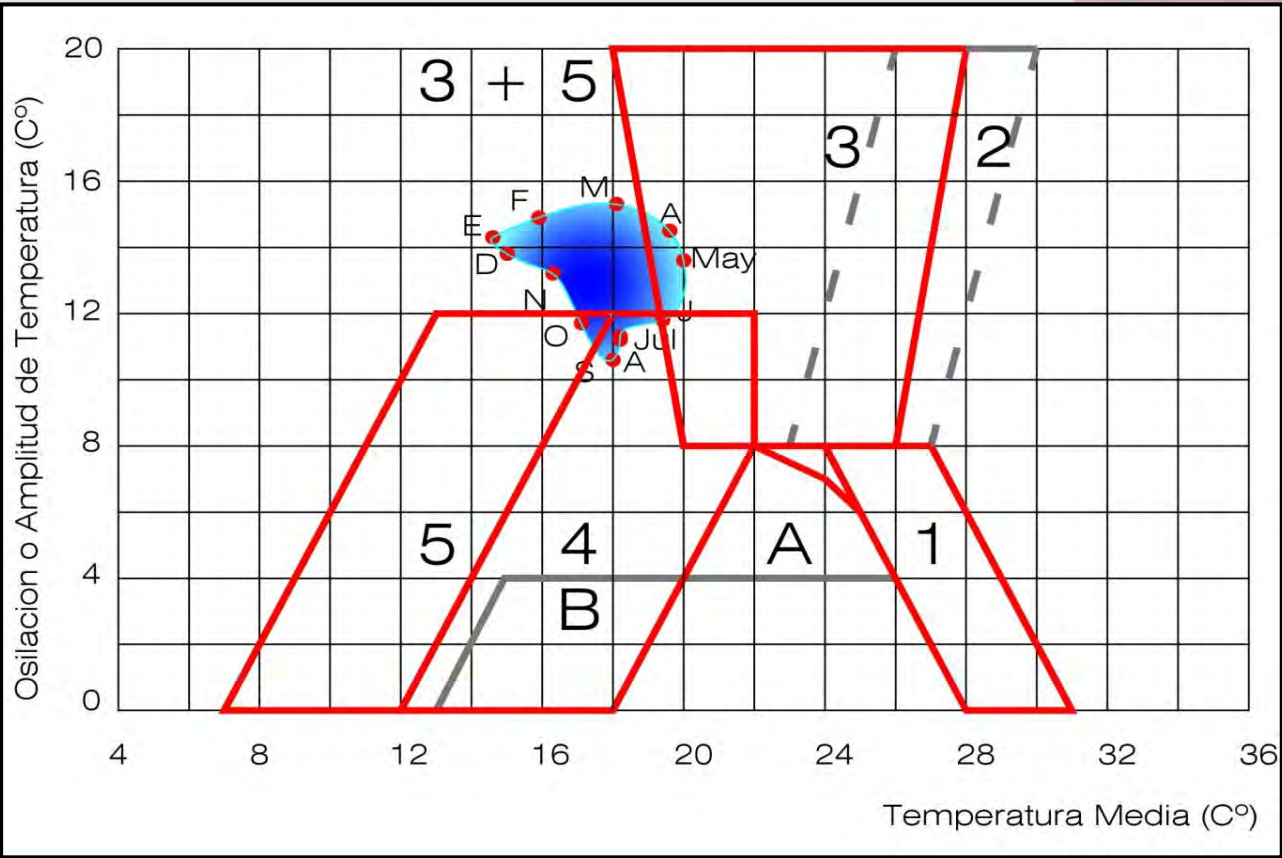 Osilacion o Amplitud de Temperatura (Cº)
20
16
12
8
4
0
3 + 5
3
2
M
F
A
E
May
D
N
J
O
Jul
S
A
5
4
A
1
B
4
8
12
16
20
24
28
32
36
Temperatura Media (Cº)